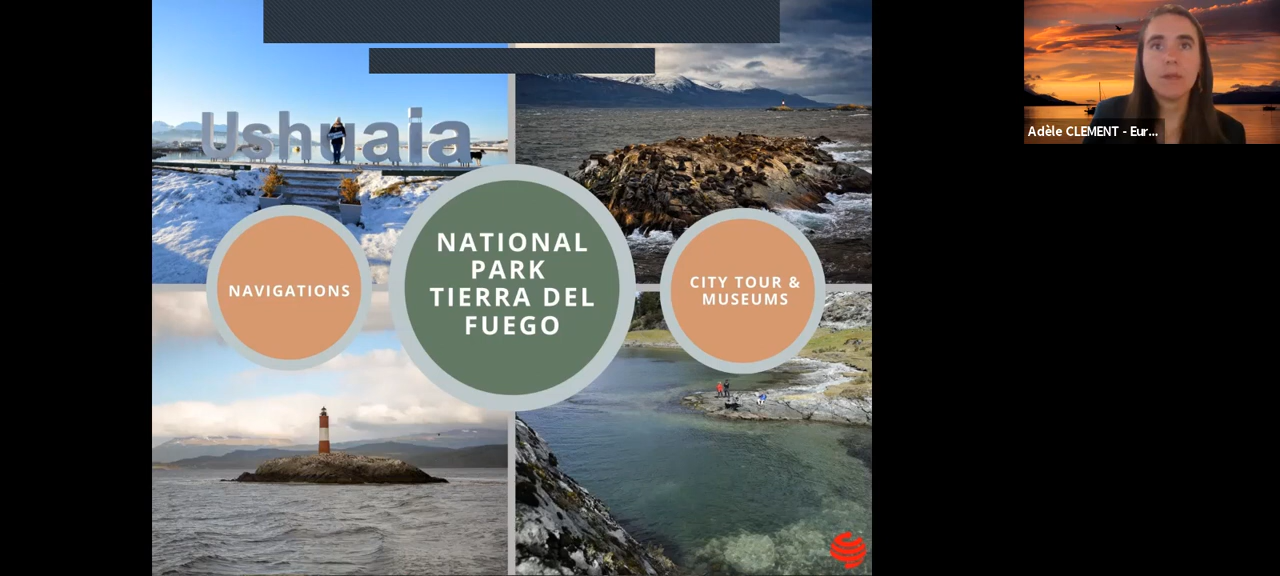 Ushuaia
NATIONAL
PARK
TIERRA DEL
FUEGO
NAVIGATIONS
CITY TOUR &
MUSEUMS
Adèle CLEMENT - Eur...